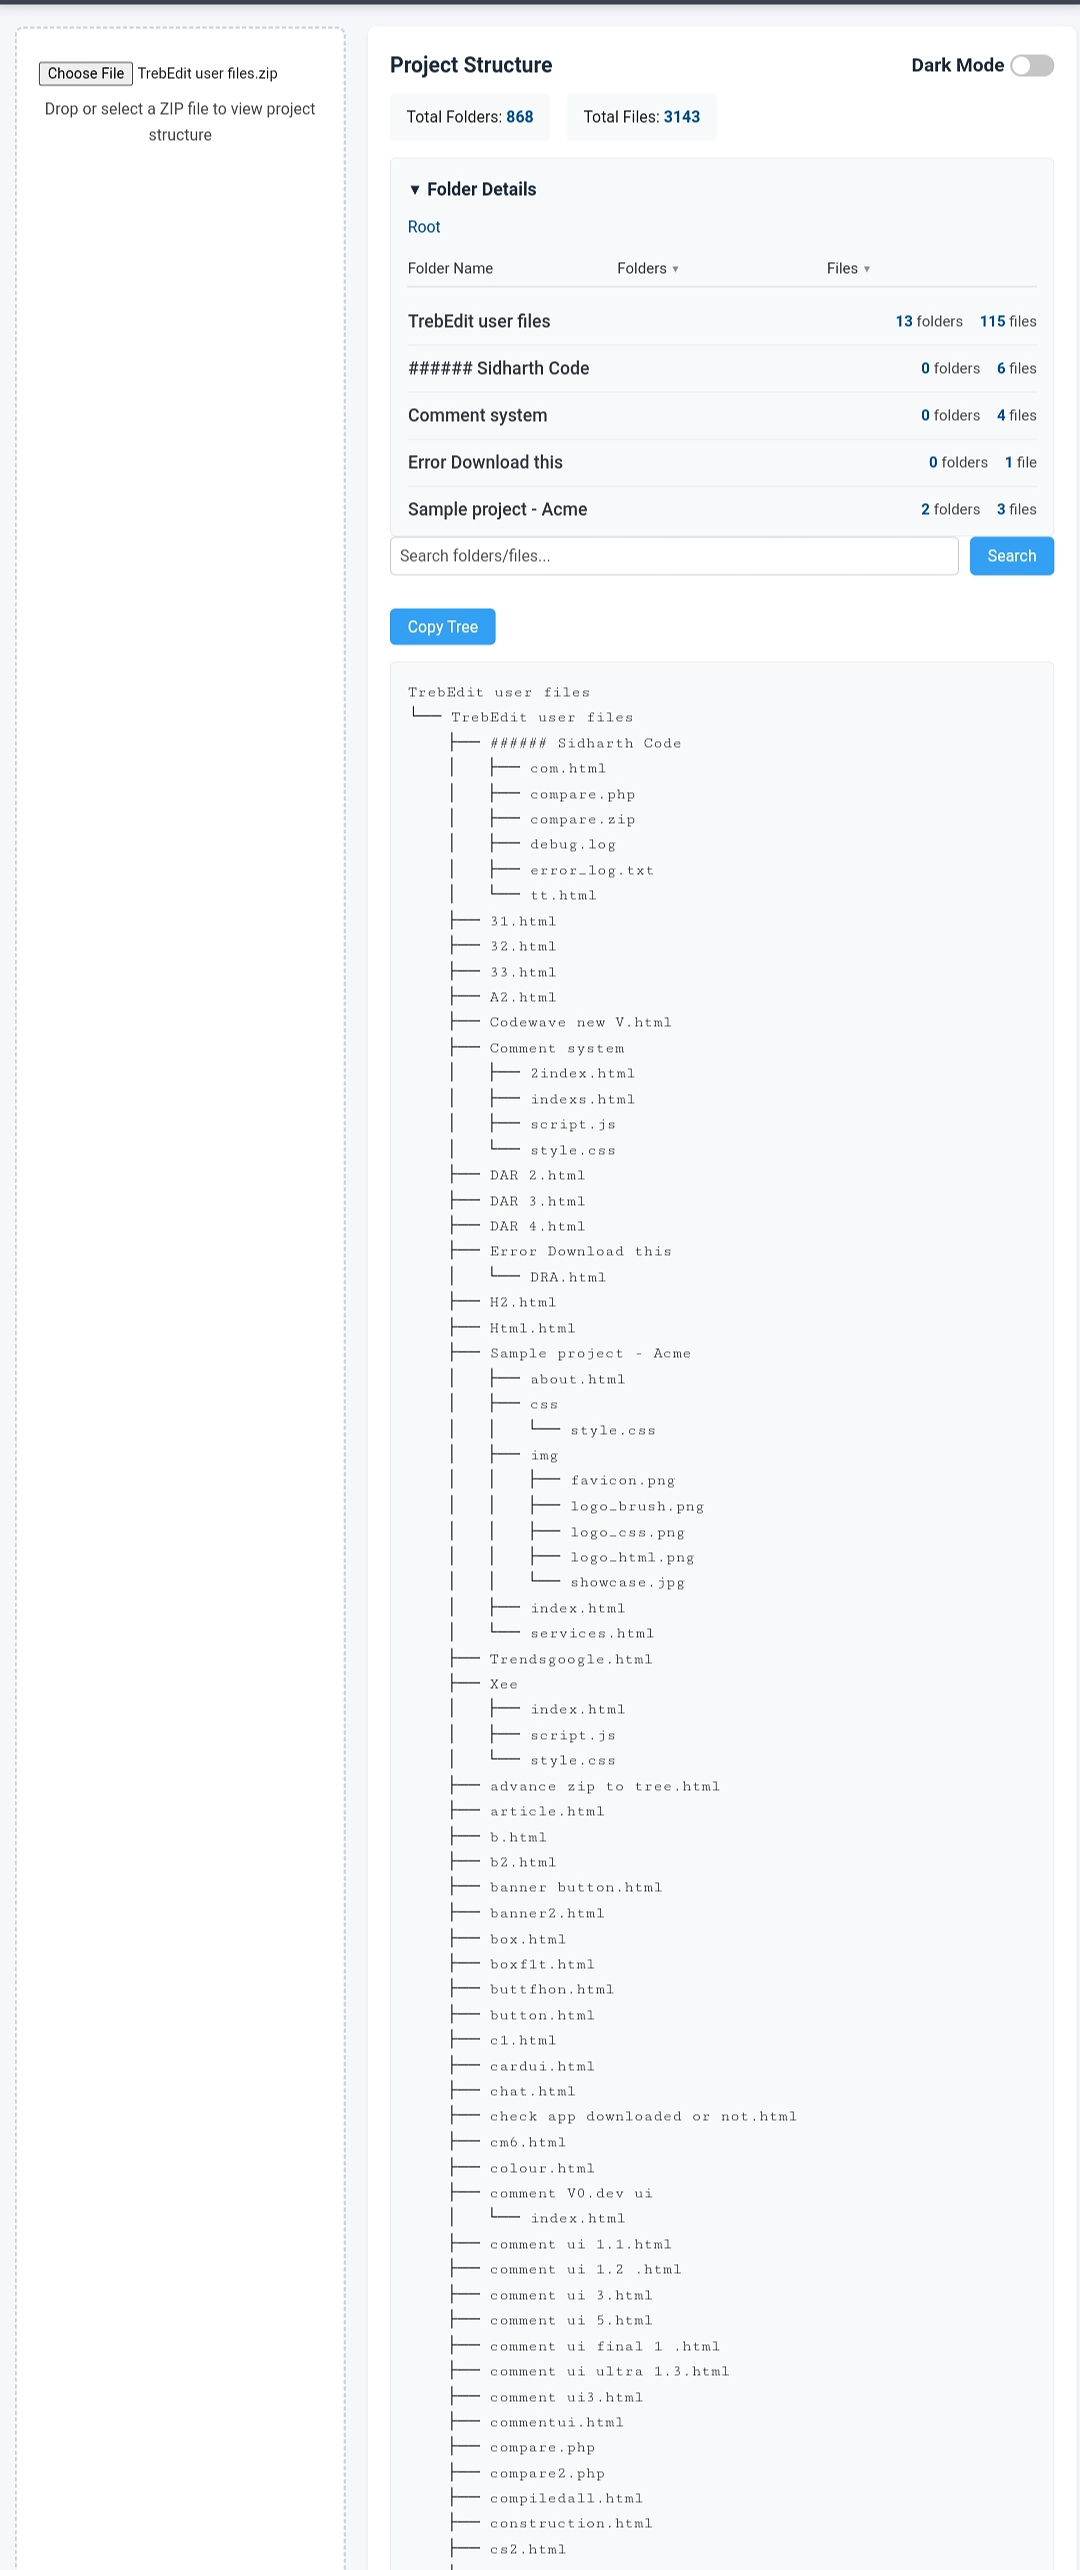 Choose File TrebEdit user files.zip
Drop or select a ZIP file to view project
structure
Project Structure
Dark Mode
Total Folders: 868
Total Files: 3143
▼ Folder Details
Root
Folder Name Folders ▼ Files ▼
TrebEdit user files 13 folders 115 files
###### Sidharth Code 0 folders 6 files
Comment system 0 folders 4 files
Error Download this 0 folders 1 file
Sample project - Acme 2 folders 3 files
Search folders/files...
Search
Copy Tree
TrebEdit user files
└── TrebEdit user files
    ├── ###### Sidharth Code
    │   ├── com.html
    │   ├── compare.php
    │   ├── compare.zip
    │   ├── debug.log
    │   ├── error_log.txt
    │   └── tt.html
    ├── 31.html
    ├── 32.html
    ├── 33.html
    ├── A2.html
    ├── Codewave new V.html
    ├── Comment system
    │   ├── 2index.html
    │   ├── indexs.html
    │   ├── script.js
    │   └── style.css
    ├── DAR 2.html
    ├── DAR 3.html
    ├── DAR 4.html
    ├── Error Download this
    │   └── DRA.html
    ├── H2.html
    ├── Html.html
    ├── Sample project - Acme
    │   ├── about.html
    │   ├── css
    │   │   └── style.css
    │   ├── img
    │   │   ├── favicon.png
    │   │   ├── logo_brush.png
    │   │   ├── logo_css.png
    │   │   ├── logo_html.png
    │   │   └── showcase.jpg
    │   ├── index.html
    │   └── services.html
    ├── Trendsgoogle.html
    ├── Xee
    │   ├── index.html
    │   ├── script.js
    │   └── style.css
    ├── advance zip to tree.html
    ├── article.html
    ├── b.html
    ├── b2.html
    ├── banner button.html
    ├── banner2.html
    ├── box.html
    ├── boxf1t.html
    ├── buttfhon.html
    ├── button.html
    ├── c1.html
    ├── cardui.html
    ├── chat.html
    ├── check app downloaded or not.html
    ├── cm6.html
    ├── colour.html
    ├── comment V0.dev ui
    │   └── index.html
    ├── comment ui 1.1.html
    ├── comment ui 1.2 .html
    ├── comment ui 3.html
    ├── comment ui 5.html
    ├── comment ui final 1 .html
    ├── comment ui ultra 1.3.html
    ├── comment ui3.html
    ├── commentui.html
    ├── compare.php
    ├── compare2.php
    ├── compiledall.html
    ├── construction.html
    ├── cs2.html